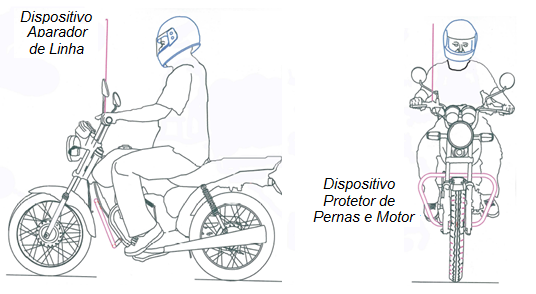 Dispositivo
Aparador
de Linha
Dispositivo
Protetor de
Pernas e Motor